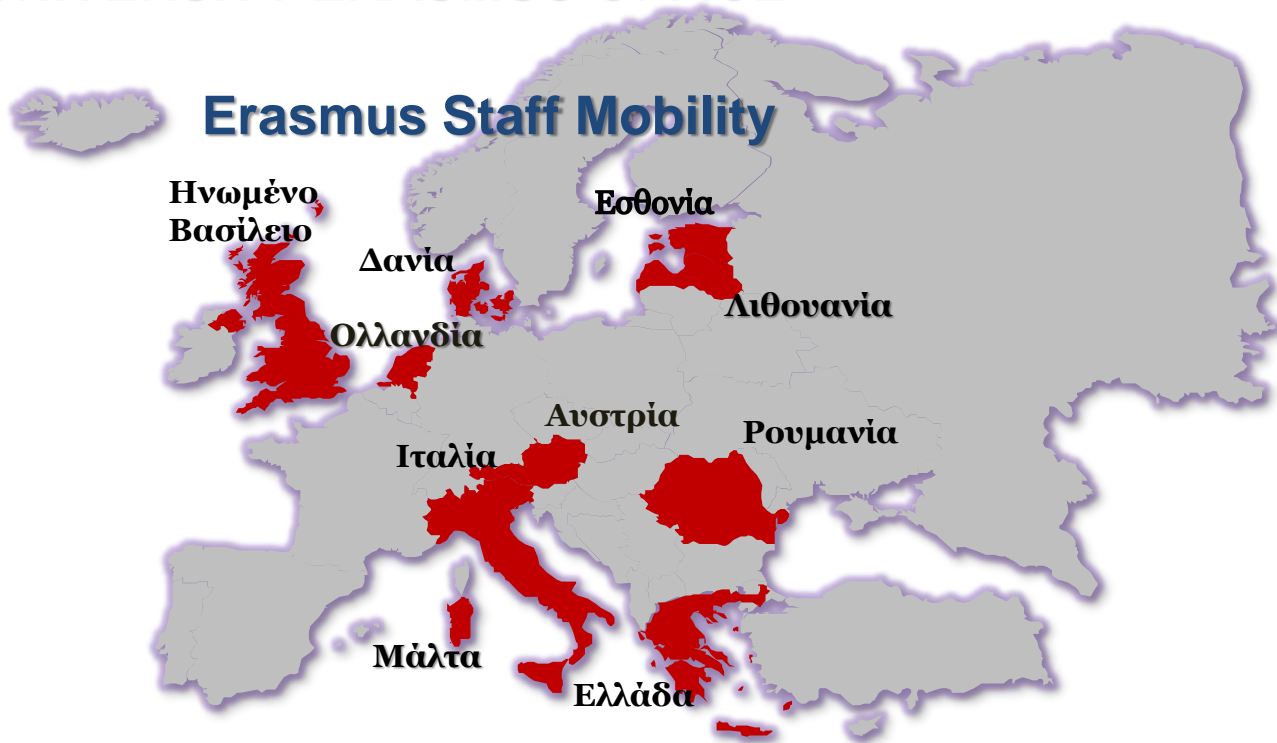 Erasmus Staff Mobility
Ηνωμένο
Βασίλειο
Εσθονία
Δανία
Λιθουανία
Ολλανδία
Αυστρία
Ρουμανία
Ιταλία
Μάλτα
Ελλάδα